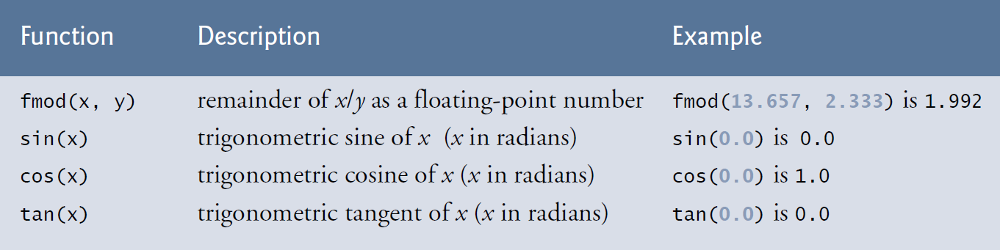 Function Description Example
fmod(x, y) remainder of x/y as a floating-point number fmod(13.657, 2.333) is 1.992
sin(x) trigonometric sine of x (x in radians) sin(0.0) is 0.0
cos(x) trigonometric cosine of x (x in radians) cos(0.0) is 1.0
tan(x) trigonometric tangent of x (x in radians) tan(0.0) is 0.0